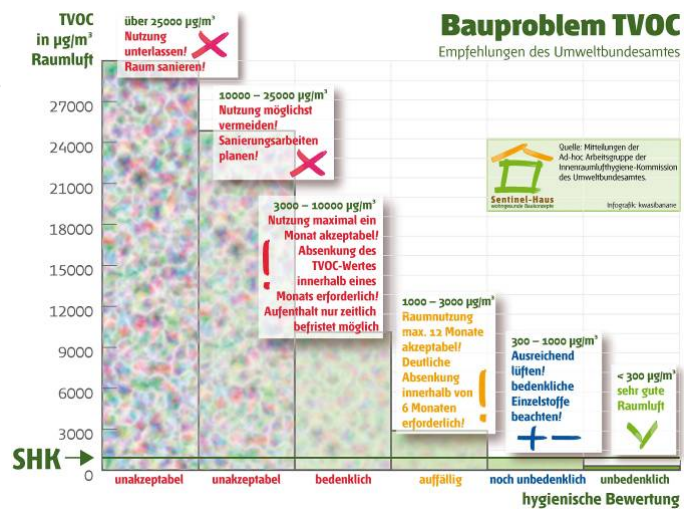 TVOC
in µg/m³
Raumluft
Bauproblem TVOC
Empfehlungen des Umweltbundesamtes
über 25000 µg/m³
Nutzung
unterlassen!
Raum sanieren!
10000 – 25000 µg/m³
Nutzung möglichst
vermeiden!
Sanierungsarbeiten
planen!
3000 – 10000 µg/m³
Nutzung maximal ein
Monat akzeptabel!
Absenkung des
TVOC-Wertes
innerhalb eines
Monats erforderlich!
Aufenthalt nur zeitlich
befristet möglich
1000 – 3000 µg/m³
Raumnutzung
max. 12 Monate
akzeptabel!
Deutliche
Absenkung
innerhalb von
6 Monaten
erforderlich!
300 – 1000 µg/m³
Ausreichend
lüften!
bedenkliche
Einzelstoffe
beachten!
< 300 µg/m³
sehr gute
Raumluft
Quelle: Mitteilungen der
Ad-hoc Arbeitsgruppe der
Innenraumlufthygiene-Kommission
des Umweltbundesamtes.
Sentinel-Haus
wohngesunde Baukonzepte
Infografik: kwasibanane
27000
24000
21000
18000
15000
12000
9000
6000
3000
SHK
0
unakzeptabel
unakzeptabel
bedenklich
auffällig
noch unbedenklich
unbedenklich
hygienische Bewertung